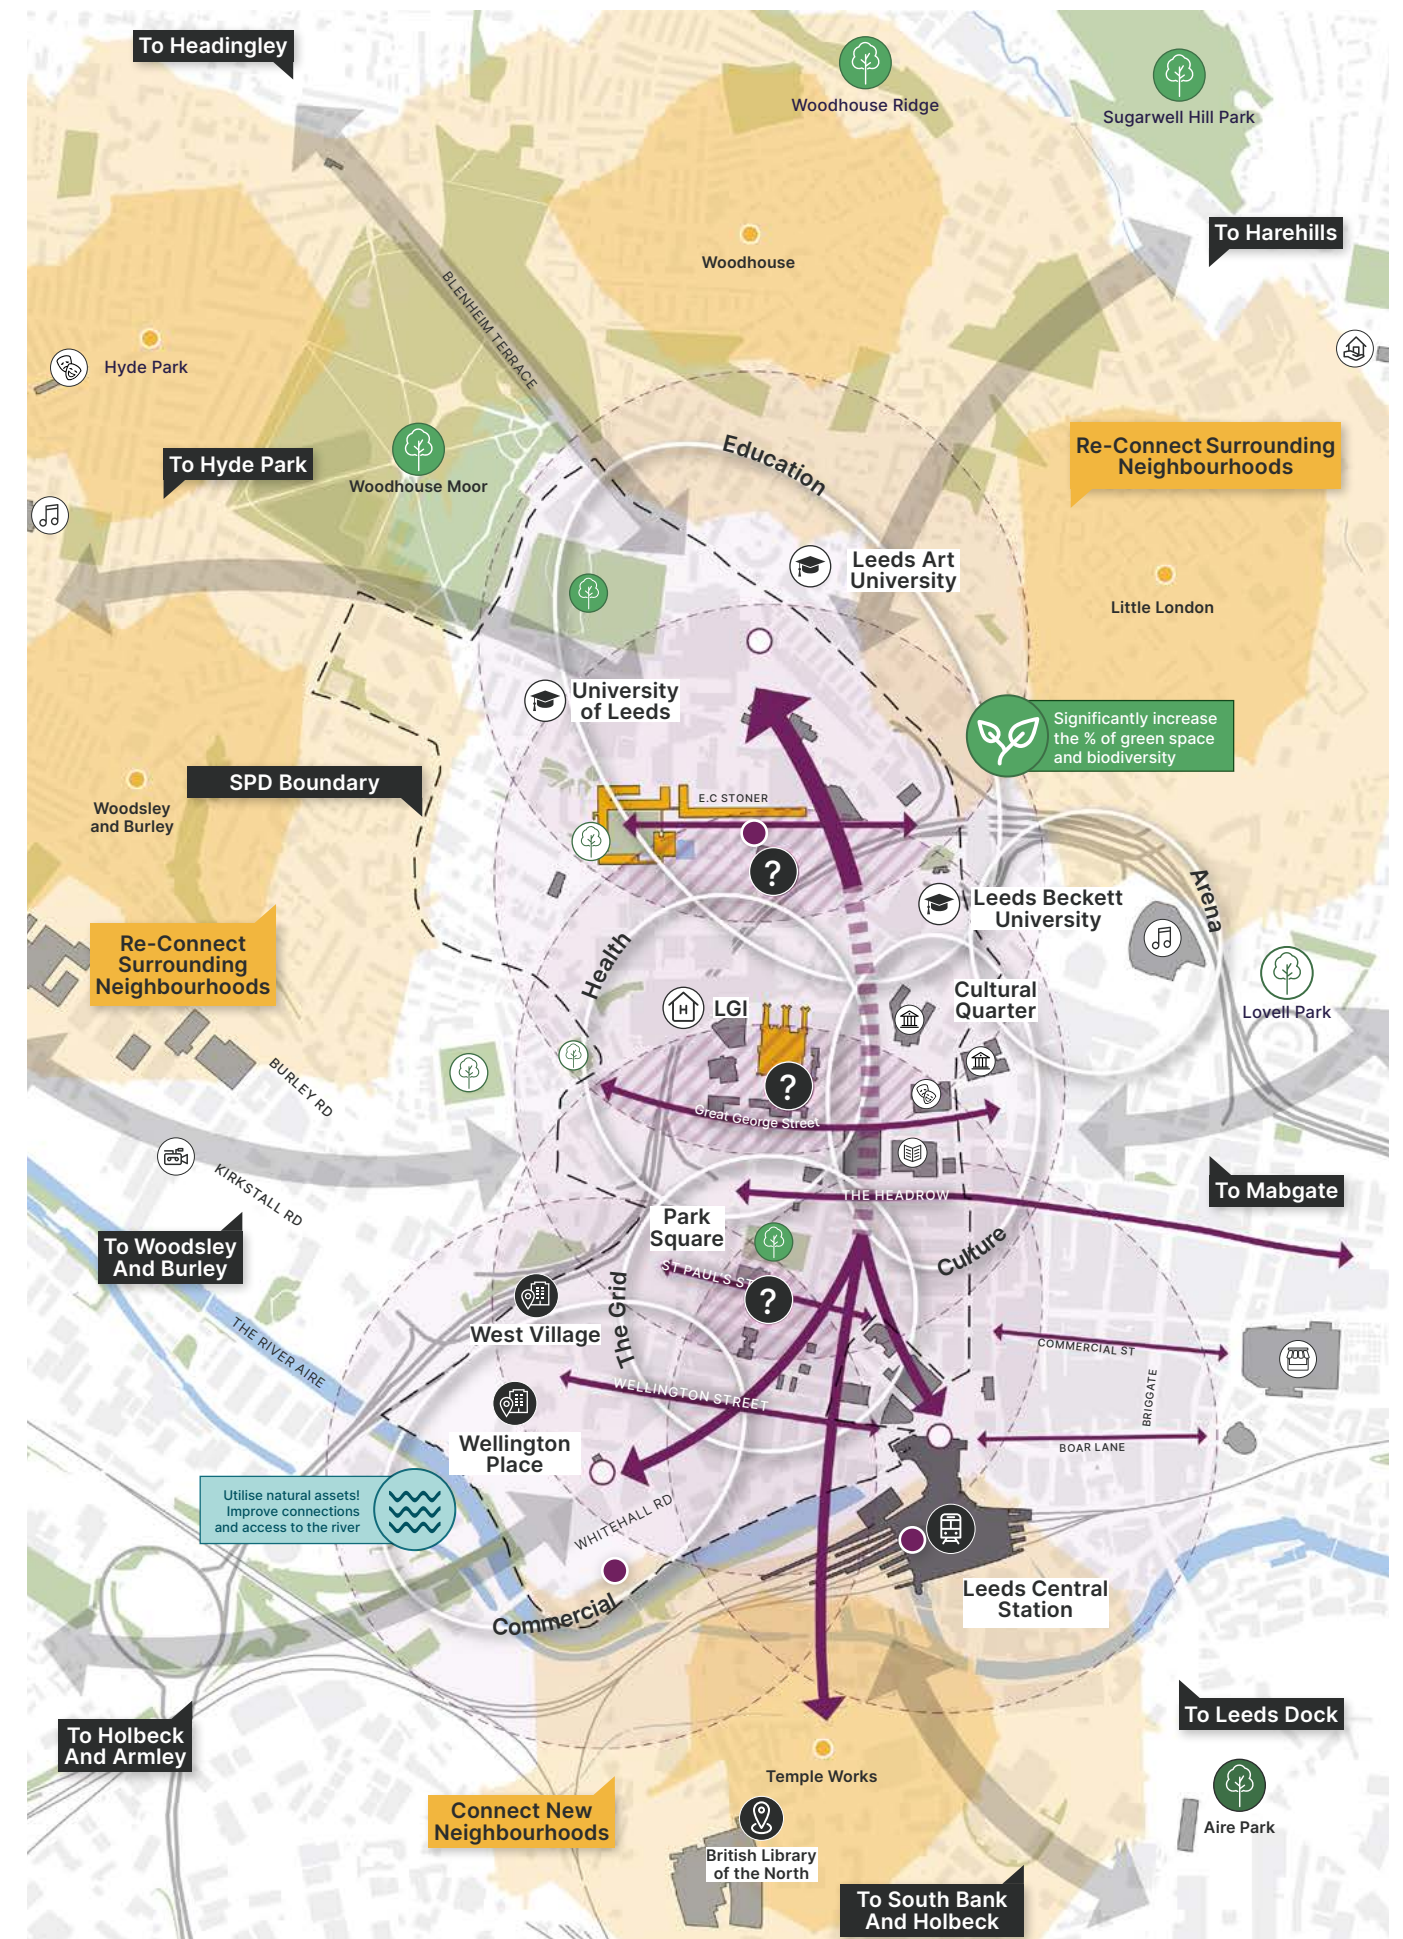 To Headingley
Woodhouse Ridge
Sugarwell Hill Park
To Harehills
Woodhouse
BLENHEIM TERRACE
Hyde Park
Education
Re-Connect Surrounding
Neighbourhoods
To Hyde Park
Woodhouse Moor
Leeds Art
University
Little London
University
of Leeds
Significantly increase
the % of green space
and biodiversity
SPD Boundary
E.C STONER
Woodsley
and Burley
?
Arena
Leeds Beckett
University
Re-Connect
Surrounding
Neighbourhoods
Health
Cultural
Quarter
H
LGI
Lovell Park
BURLEY RD
?
Great George Street
KIRKSTALL RD
To Mabgate
THE HEADROW
Park
Square
To Woodsley
And Burley
Culture
ST PAUL'S ST
?
The Grid
West Village
THE RIVER AIRE
COMMERCIAL ST
BRIGGATE
WELLINGTON STREET
Wellington
Place
BOAR LANE
Utilise natural assets!
Improve connections
and access to the river
WHITEHALL RD
Leeds Central
Station
Commercial
To Leeds Dock
To Holbeck
And Armley
Temple Works
Connect New
Neighbourhoods
Aire Park
British Library
of the North
To South Bank
And Holbeck